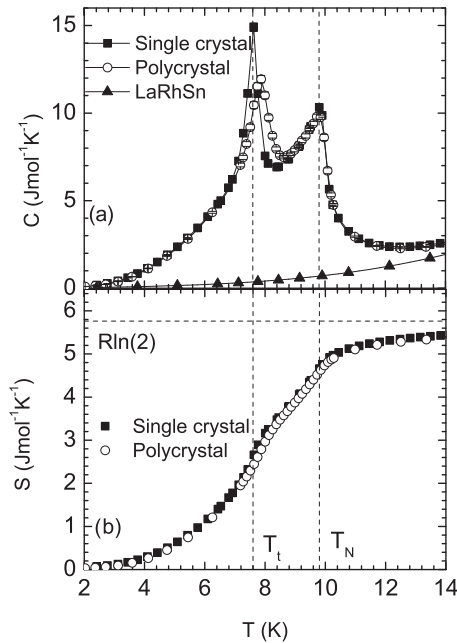 15
Single crystal
Polycrystal
LaRhSn
10
C (Jmol⁻¹K⁻¹)
5
(a)
0
6
Rln(2)
5
4
S (Jmol⁻¹K⁻¹)
Single crystal
Polycrystal
3
2
1
(b)
Tₜ
T_N
0
2 4 6 8 10 12 14
T (K)